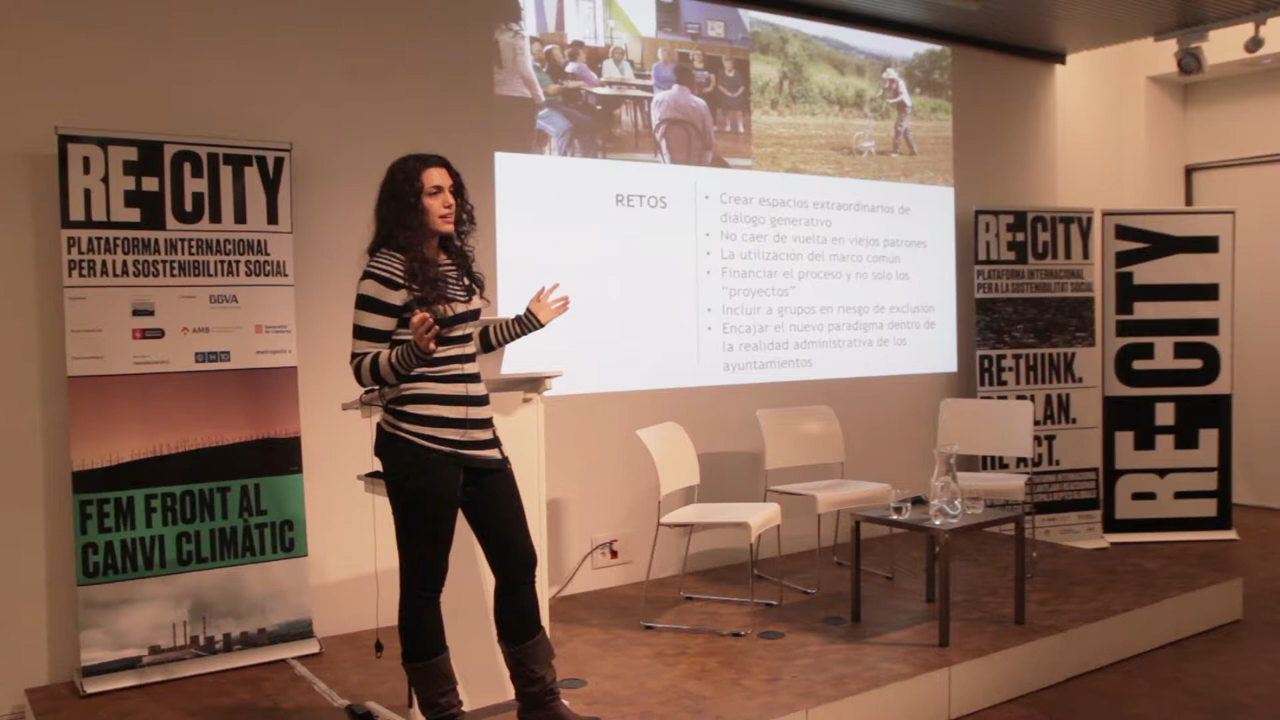 RE-CITY
PLATAFORMA INTERNACIONAL
PER A LA SOSTENIBILITAT SOCIAL
BBVA
AMB
metropolis
FEM FRONT AL
CANVI CLIMÀTIC
RETOS
• Crear espacios extraordinarios de
diálogo generativo
• No caer de vuelta en viejos patrones
• La utilización del marco común
• Financiar el proceso y no solo los
"proyectos"
• Incluir a grupos en riesgo de exclusión
• Encajar el nuevo paradigma dentro de
la realidad administrativa de los
ayuntamientos
RE-CITY
PLATAFORMA INTERNACIONAL
PER A LA SOSTENIBILITAT SOCIAL
RE-THINK.
PLAN.
ACT.
RE-CITY